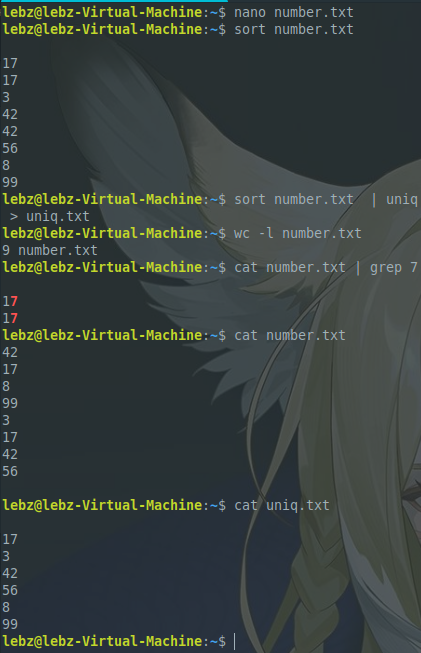 lebz@lebz-Virtual-Machine:~$ nano number.txt
lebz@lebz-Virtual-Machine:~$ sort number.txt

17
17
3
42
42
56
8
99
lebz@lebz-Virtual-Machine:~$ sort number.txt  | uniq
 > uniq.txt
lebz@lebz-Virtual-Machine:~$ wc -l number.txt
9 number.txt
lebz@lebz-Virtual-Machine:~$ cat number.txt | grep 7

17
17
lebz@lebz-Virtual-Machine:~$ cat number.txt
42
17
8
99
3
17
42
56

lebz@lebz-Virtual-Machine:~$ cat uniq.txt

17
3
42
56
8
99
lebz@lebz-Virtual-Machine:~$